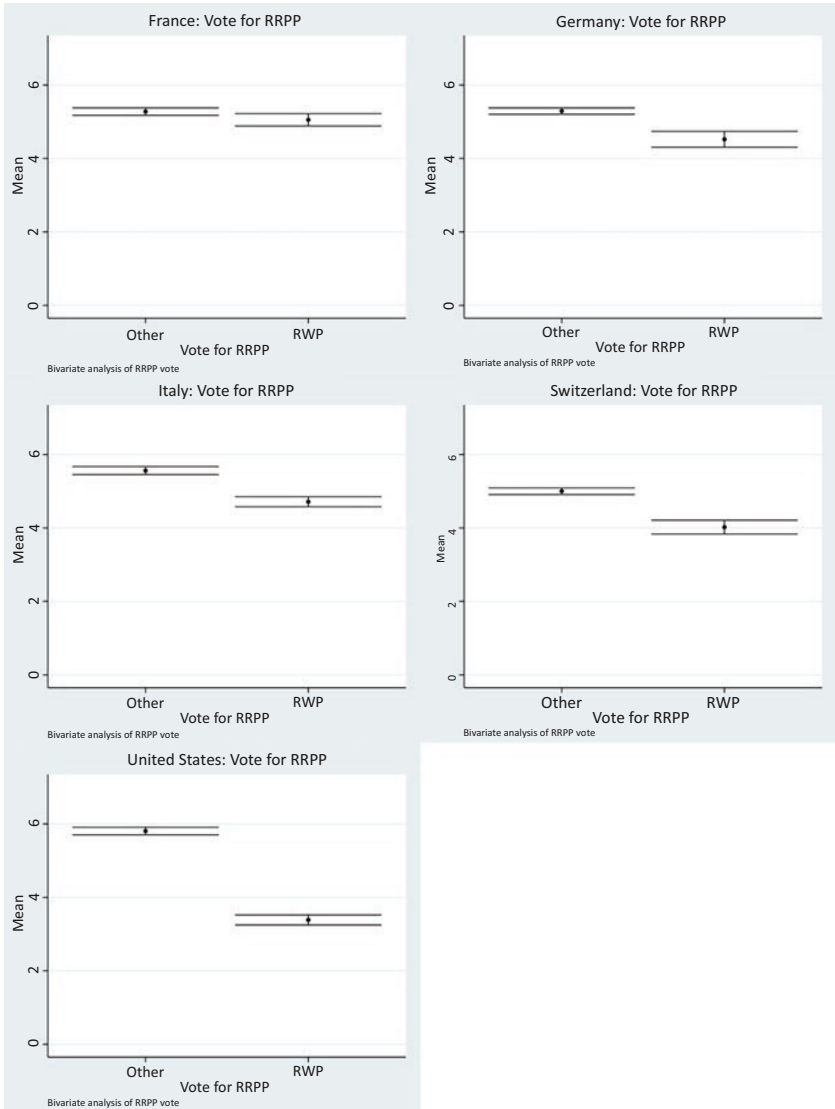 France: Vote for RRPP
6
4
Mean
2
0
Other RWP
Vote for RRPP
Bivariate analysis of RRPP vote
Germany: Vote for RRPP
6
4
Mean
2
0
Other RWP
Vote for RRPP
Bivariate analysis of RRPP vote
Italy: Vote for RRPP
6
4
Mean
2
0
Other RWP
Vote for RRPP
Bivariate analysis of RRPP vote
Switzerland: Vote for RRPP
6
4
Mean
2
0
Other RWP
Vote for RRPP
Bivariate analysis of RRPP vote
United States: Vote for RRPP
6
4
Mean
2
0
Other RWP
Vote for RRPP
Bivariate analysis of RRPP vote